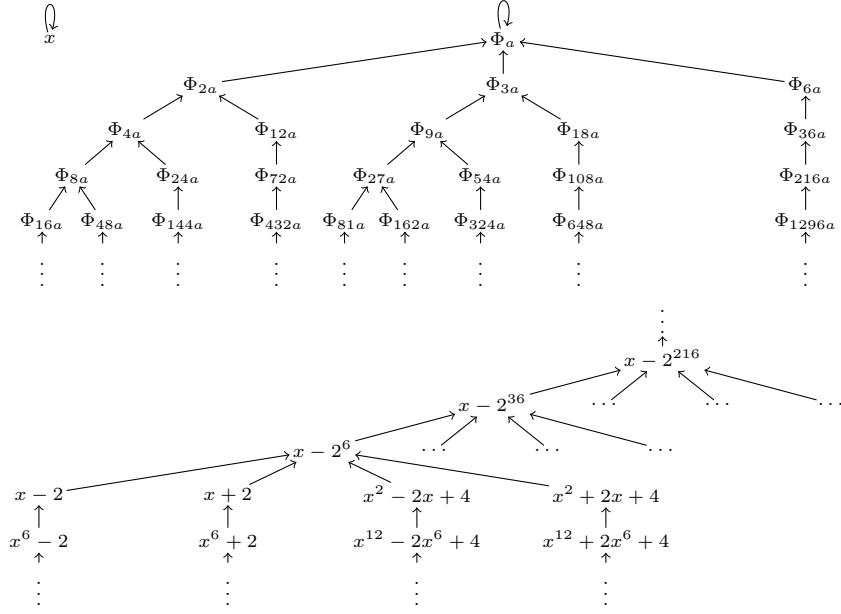 x Φ_a
Φ_{2a} Φ_{3a} Φ_{6a}
Φ_{4a} Φ_{12a} Φ_{9a} Φ_{18a} Φ_{36a}
Φ_{8a} Φ_{24a} Φ_{72a} Φ_{27a} Φ_{54a} Φ_{108a} Φ_{216a}
Φ_{16a} Φ_{48a} Φ_{144a} Φ_{432a} Φ_{81a} Φ_{162a} Φ_{324a} Φ_{648a} Φ_{1296a}
⋮ ⋮ ⋮ ⋮ ⋮ ⋮ ⋮ ⋮ ⋮
⋮
x − 2^{216}
x − 2^{36} ⋯ ⋯ ⋯
x − 2^6 ⋯ ⋯ ⋯
x − 2 x + 2 x^2 − 2x + 4 x^2 + 2x + 4
x^6 − 2 x^6 + 2 x^{12} − 2x^6 + 4 x^{12} + 2x^6 + 4
⋮ ⋮ ⋮ ⋮